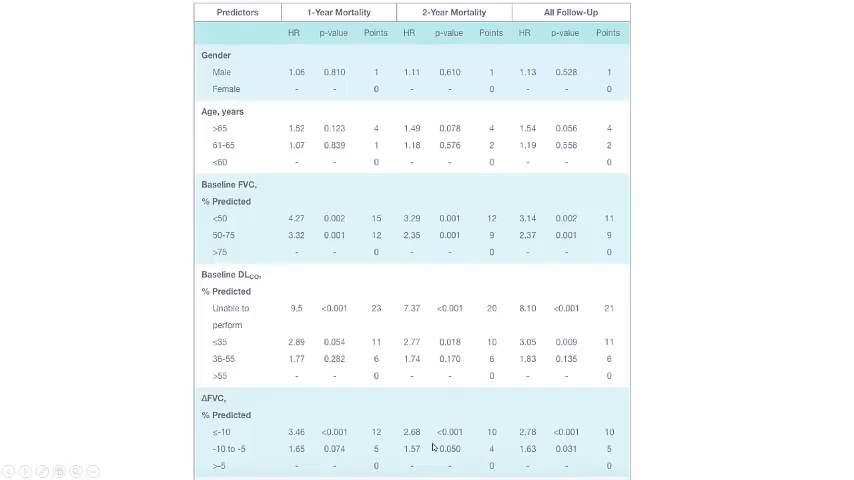 Predictors 1-Year Mortality 2-Year Mortality All Follow-Up
HR p-value Points HR p-value Points HR p-value Points
Gender
Male 1.06 0.810 1 1.11 0.610 1 1.13 0.528 1
Female - - 0 - - 0 - - 0
Age, years
>65 1.52 0.123 4 1.49 0.078 4 1.54 0.056 4
61-65 1.07 0.839 1 1.18 0.576 2 1.19 0.558 2
≤60 - - 0 - - 0 - - 0
Baseline FVC,
% Predicted
<50 4.27 0.002 15 3.29 0.001 12 3.14 0.002 11
50-75 3.32 0.001 12 2.35 0.001 9 2.37 0.001 9
>75 - - 0 - - 0 - - 0
Baseline DLCO,
% Predicted
Unable to 9.5 <0.001 23 7.37 <0.001 20 8.10 <0.001 21
perform
≤35 2.89 0.054 11 2.77 0.018 10 3.05 0.009 11
36-55 1.77 0.282 6 1.74 0.170 6 1.83 0.135 6
>55 - - 0 - - 0 - - 0
ΔFVC,
% Predicted
≤-10 3.46 <0.001 12 2.68 <0.001 10 2.78 <0.001 10
-10 to -5 1.65 0.074 5 1.57 0.050 4 1.63 0.031 5
>-5 - - 0 - - 0 - - 0